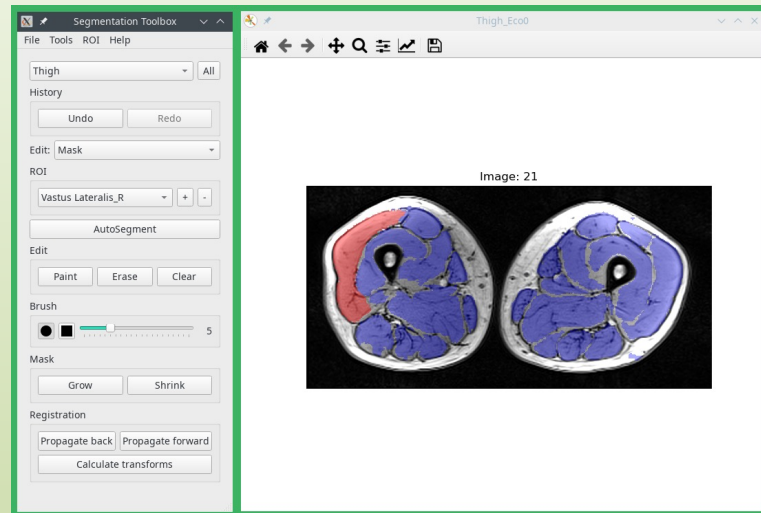 Segmentation Toolbox
File Tools ROI Help
Thigh
All
History
Undo Redo
Edit: Mask
ROI
Vastus Lateralis_R + -
AutoSegment
Edit
Paint Erase Clear
Brush
5
Mask
Grow Shrink
Registration
Propagate back Propagate forward
Calculate transforms
Thigh_Eco0
Image: 21